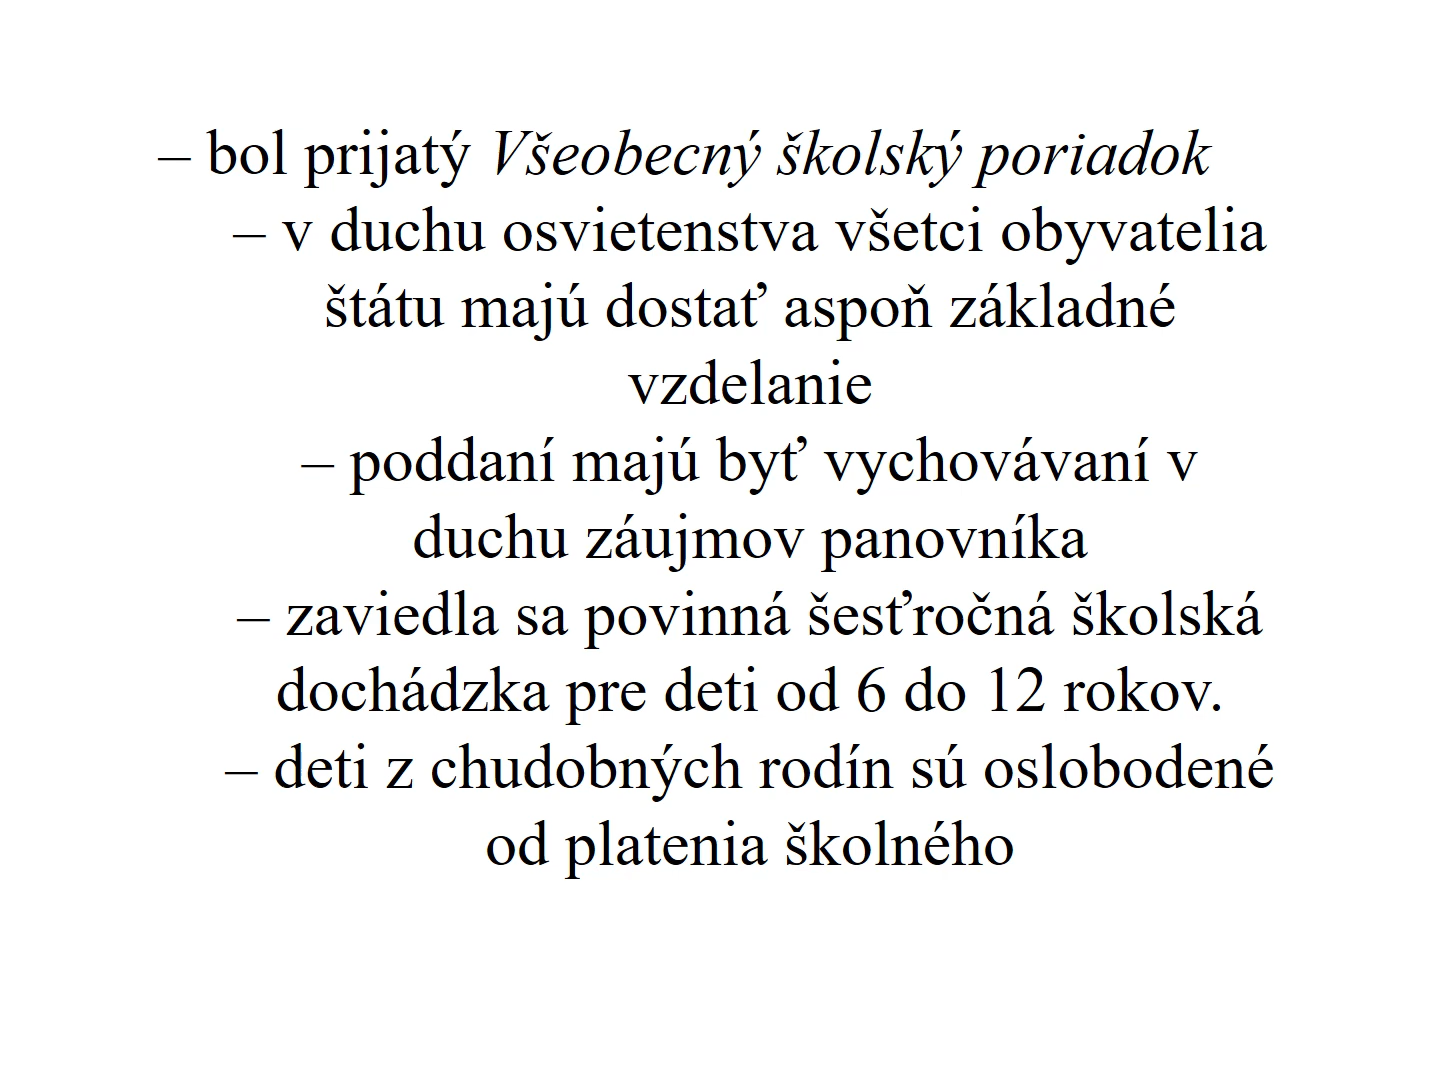 – bol prijatý Všeobecný školský poriadok
– v duchu osvietenstva všetci obyvatelia
štátu majú dostať aspoň základné
vzdelanie
– poddaní majú byť vychovávaní v
duchu záujmov panovníka
– zaviedla sa povinná šesťročná školská
dochádzka pre deti od 6 do 12 rokov.
– deti z chudobných rodín sú oslobodené
od platenia školného